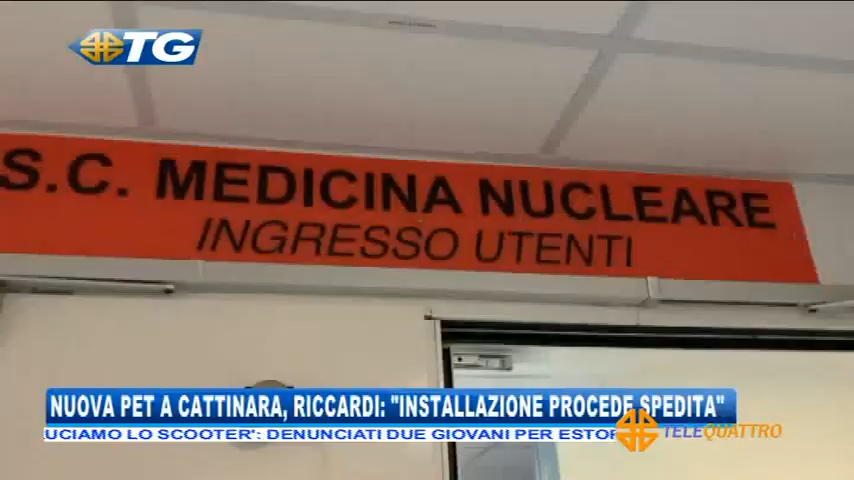 TG
S.C. MEDICINA NUCLEARE
INGRESSO UTENTI
NUOVA PET A CATTINARA, RICCARDI: "INSTALLAZIONE PROCEDE SPEDITA"
UCIAMO LO SCOOTER': DENUNCIATI DUE GIOVANI PER ESTOR
TELEQUATTRO